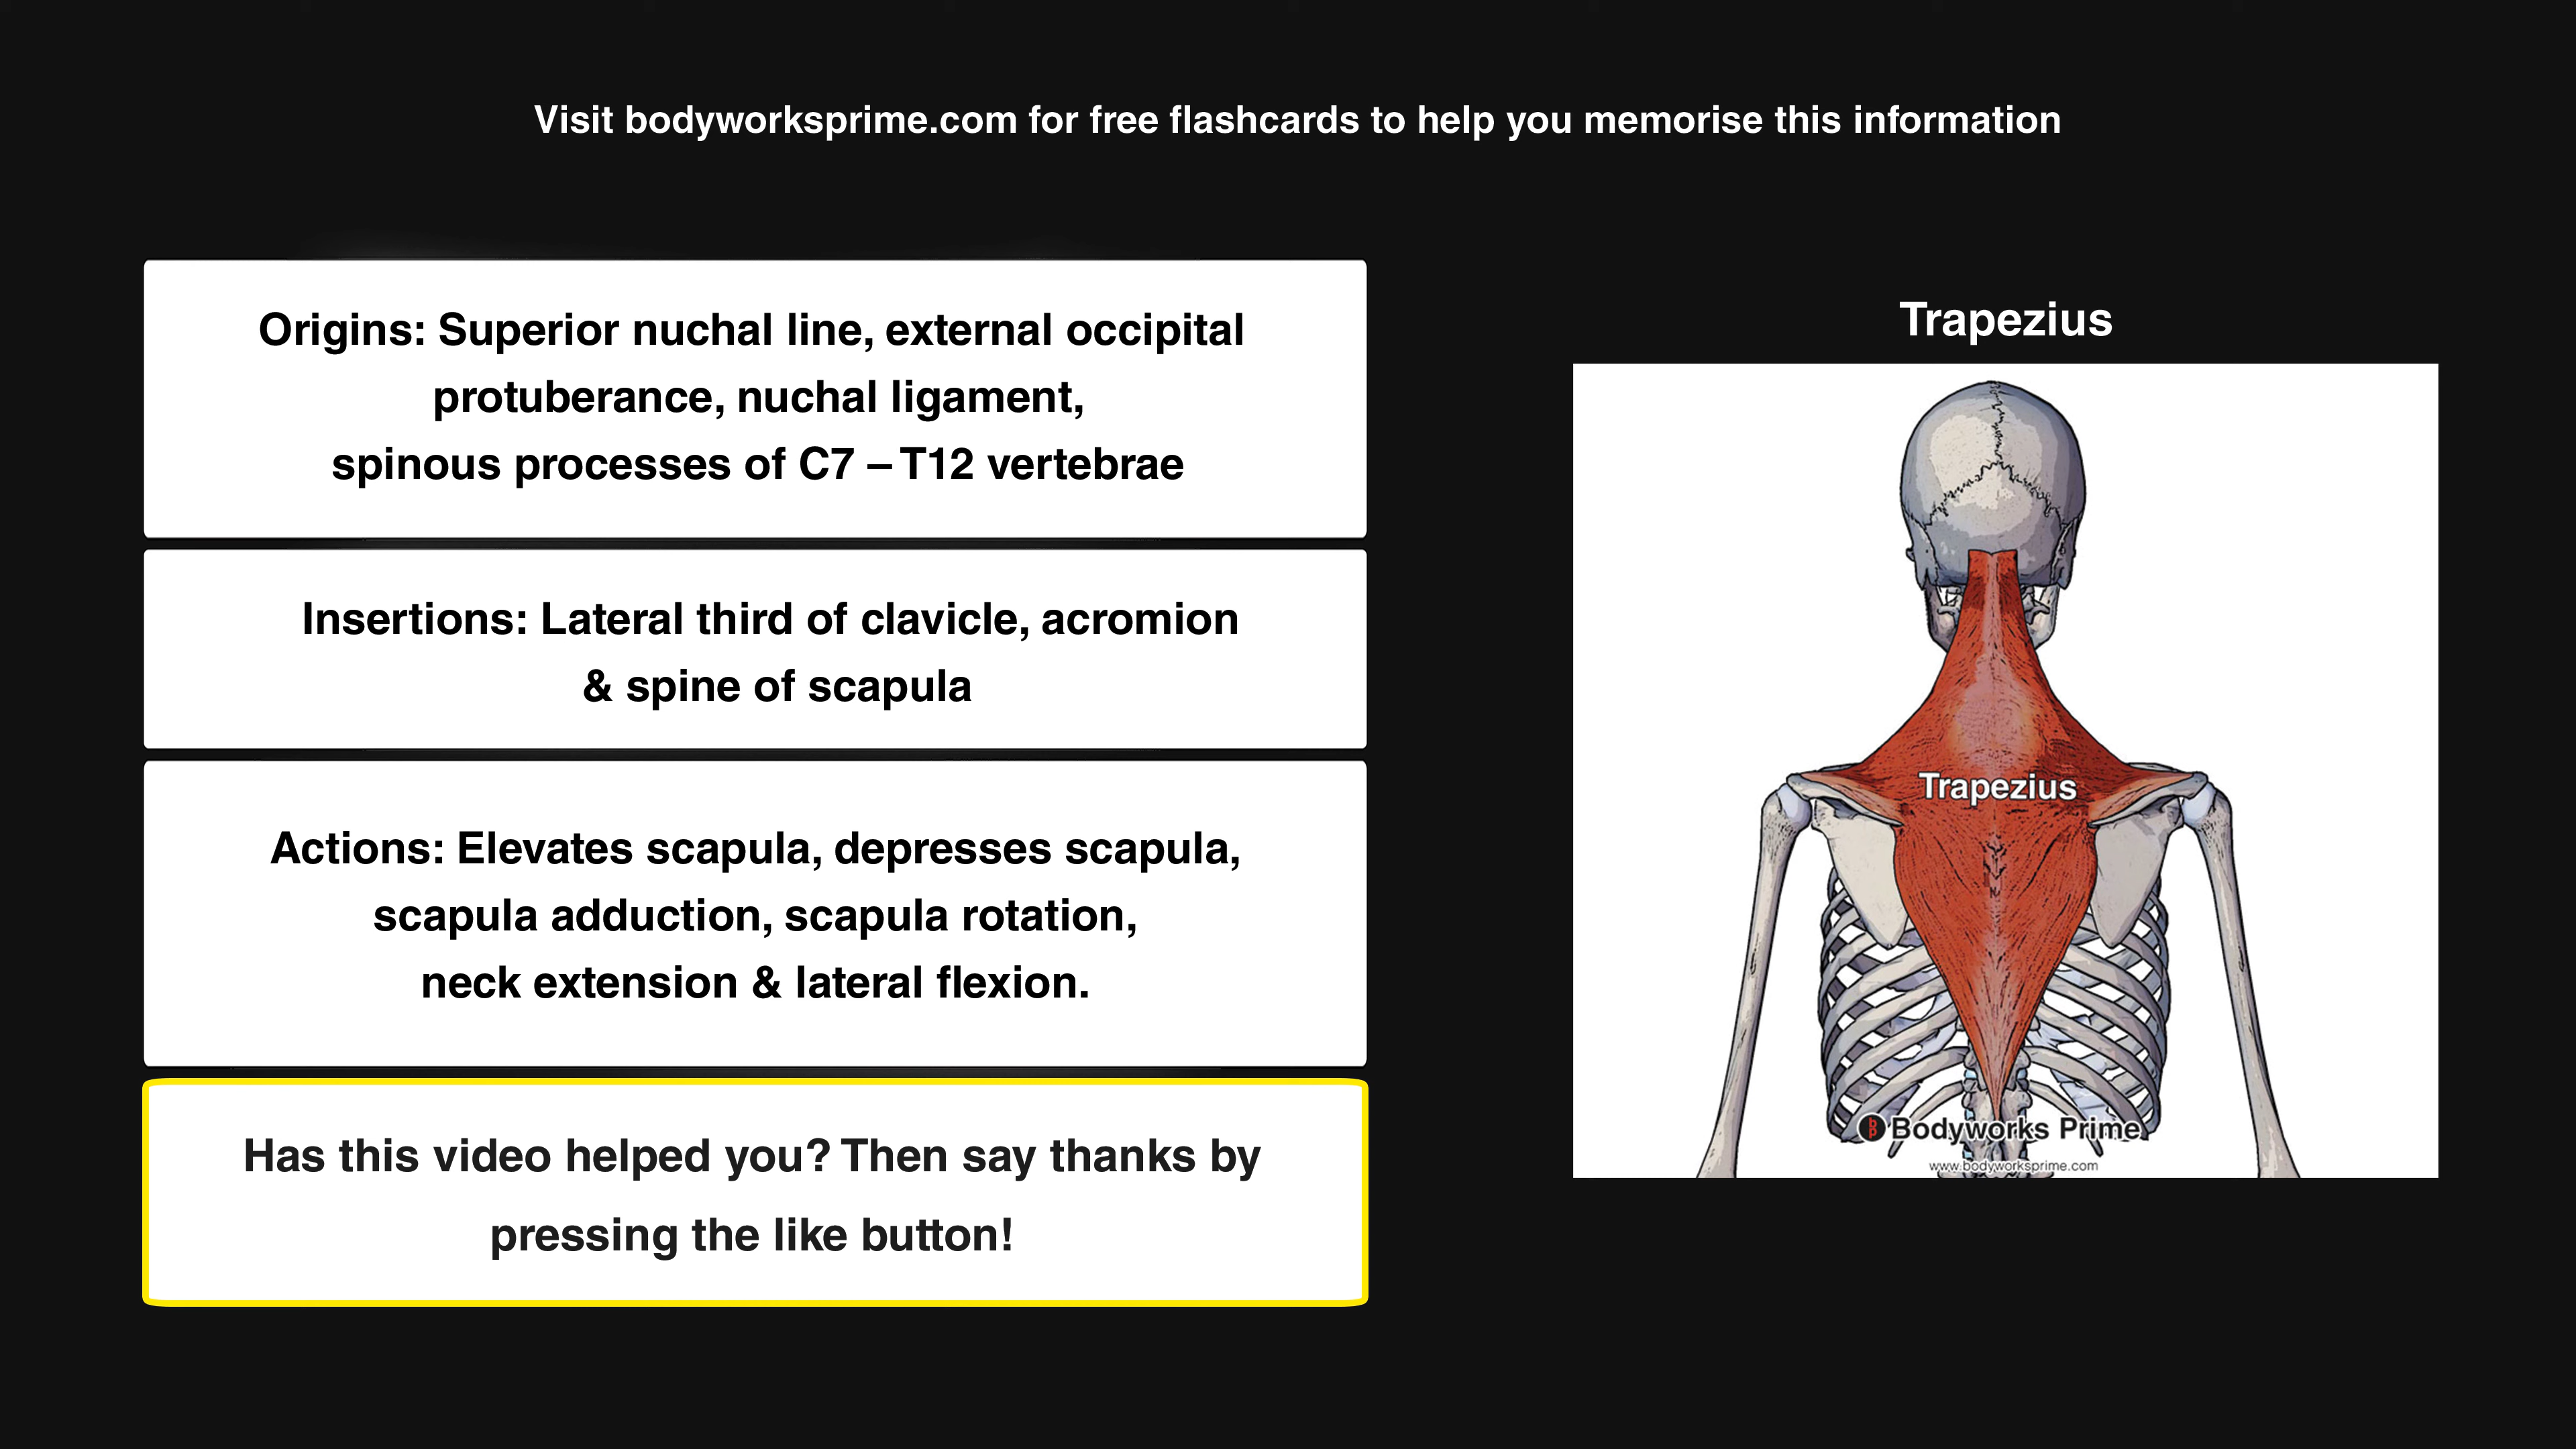 Visit bodyworksprime.com for free flashcards to help you memorise this information
Origins: Superior nuchal line, external occipital
protuberance, nuchal ligament,
spinous processes of C7 – T12 vertebrae
Insertions: Lateral third of clavicle, acromion
& spine of scapula
Actions: Elevates scapula, depresses scapula,
scapula adduction, scapula rotation,
neck extension & lateral flexion.
Has this video helped you? Then say thanks by
pressing the like button!
Trapezius
Trapezius
Bodyworks Prime
www.bodyworksprime.com